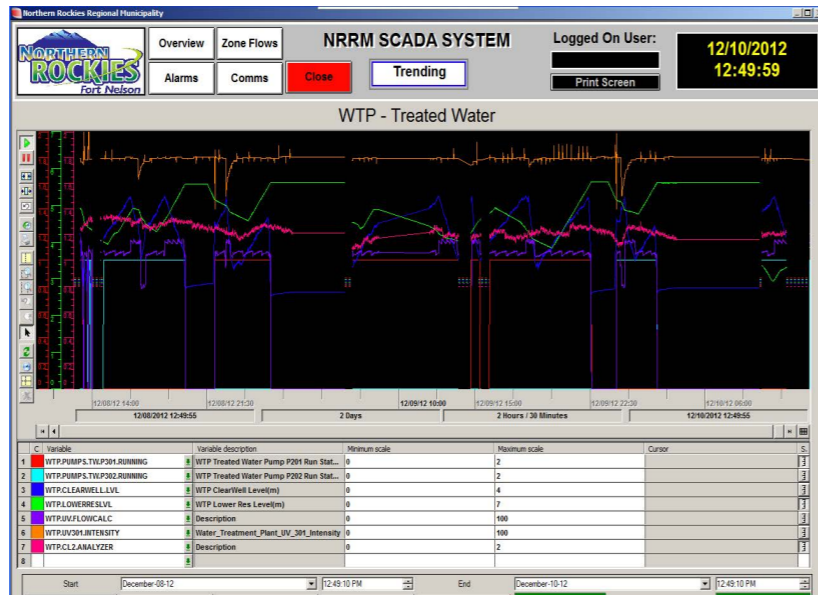 Northern Rockies Regional Municipality
NORTHERN
ROCKIES
Fort Nelson
Overview
Zone Flows
Alarms
Comms
Close
NRRM SCADA SYSTEM
Trending
Logged On User:
Print Screen
12/10/2012
12:49:59
WTP - Treated Water
12/08/12 14:00
12/08/12 21:30
12/09/12 10:00
12/09/12 15:00
12/09/12 22:30
12/10/12 06:00
12/08/2012 12:49:55
2 Days
2 Hours / 30 Minutes
12/10/2012 12:49:55
C Variable Variable description Minimum scale Maximum scale Cursor S.
1 WTP.PUMPS.TW.P301.RUNNING WTP Treated Water Pump P201 Run Stat... 0 2
2 WTP.PUMPS.TW.P302.RUNNING WTP Treated Water Pump P202 Run Stat... 0 2
3 WTP.CLEARWELL.LVL WTP ClearWell Level(m) 0 4
4 WTP.LOWERRESLVL WTP Lower Res Level(m) 0 7
5 WTP.UV.FLOWCALC Description 0 100
6 WTP.UV301.INTENSITY Water_Treatment_Plant_UV_301_Intensity 0 100
7 WTP.CL2.ANALYZER Description 0 2
8
Start December-08-12 12:49:10 PM End December-10-12 12:49:10 PM